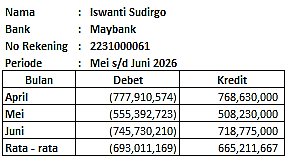 Nama : Iswanti Sudirgo
Bank : Maybank
No Rekening : 2231000061
Periode : Mei s/d Juni 2026
Bulan Debet Kredit
April (777,910,574) 768,630,000
Mei (555,392,723) 508,230,000
Juni (745,730,210) 718,775,000
Rata - rata (693,011,169) 665,211,667